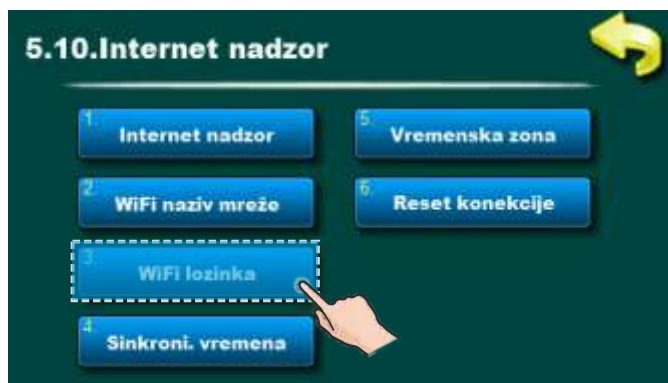 5.10.Internet nadzor
1. Internet nadzor
2. WiFi naziv mreže
3. WiFi lozinka
4. Sinkroni. vremena
5. Vremenska zona
6. Reset konekcije